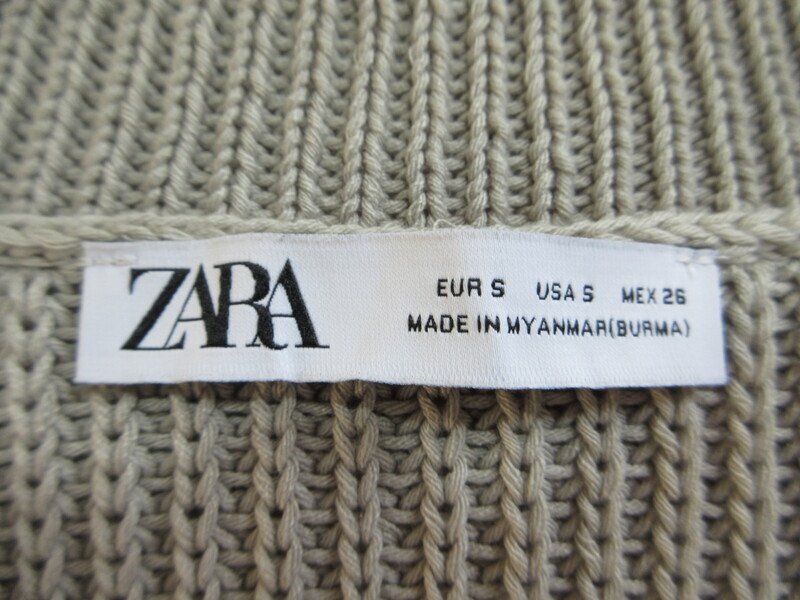 ZARA
EUR S USA S MEX 26
MADE IN MYANMAR(BURMA)